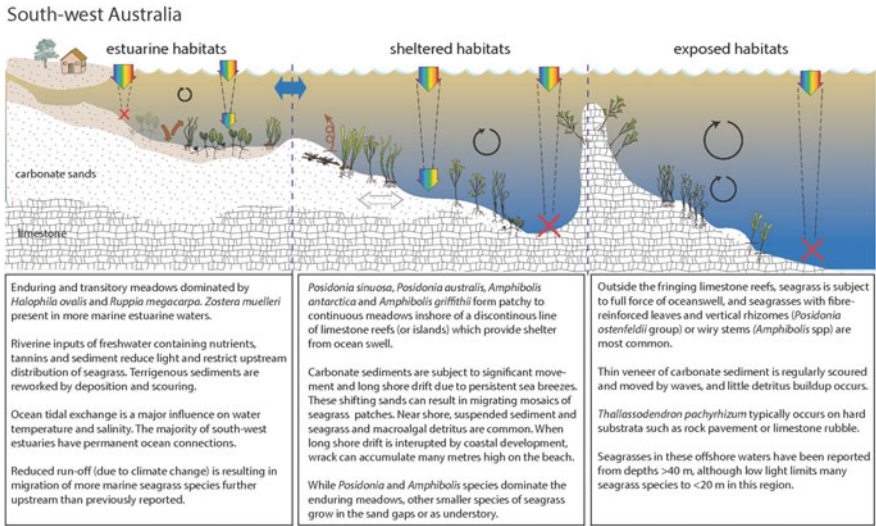 South-west Australia
estuarine habitats
sheltered habitats
exposed habitats
carbonate sands
limestone
Enduring and transitory meadows dominated by
Halophila ovalis and Ruppia megacarpa. Zostera muelleri
present in more marine estuarine waters.
Riverine inputs of freshwater containing nutrients,
tannins and sediment reduce light and restrict upstream
distribution of seagrass. Terrigenous sediments are
reworked by deposition and scouring.
Ocean tidal exchange is a major influence on water
temperature and salinity. The majority of south-west
estuaries have permanent ocean connections.
Reduced run-off (due to climate change) is resulting in
migration of more marine seagrass species further
upstream than previously reported.
Posidonia sinuosa, Posidonia australis, Amphibolis
antarctica and Amphibolis griffithii form patchy to
continuous meadows inshore of a discontinous line
of limestone reefs (or islands) which provide shelter
from ocean swell.
Carbonate sediments are subject to significant move-
ment and long shore drift due to persistent sea breezes.
These shifting sands can result in migrating mosaics of
seagrass patches. Near shore, suspended sediment and
seagrass and macroalgal detritus are common. When
long shore drift is interupted by coastal development,
wrack can accumulate many metres high on the beach.
While Posidonia and Amphibolis species dominate the
enduring meadows, other smaller species of seagrass
grow in the sand gaps or as understory.
Outside the fringing limestone reefs, seagrass is subject
to full force of oceanswell, and seagrasses with fibre-
reinforced leaves and vertical rhizomes (Posidonia
ostenfeldii group) or wiry stems (Amphibolis spp) are
most common.
Thin veneer of carbonate sediment is regularly scoured
and moved by waves, and little detritus buildup occurs.
Thallassodendron pachyrhizum typically occurs on hard
substrata such as rock pavement or limestone rubble.
Seagrasses in these offshore waters have been reported
from depths >40 m, although low light limits many
seagrass species to <20 m in this region.